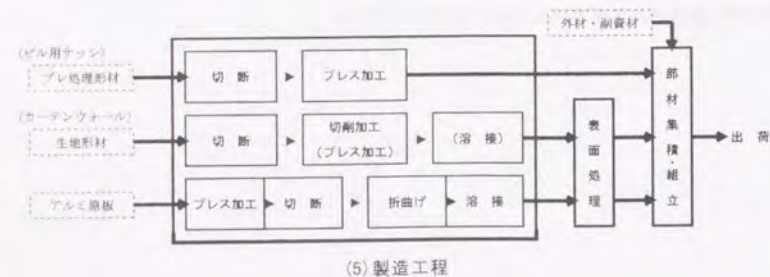 外材・副資材
(ビル用サッシ)
プレ処理形材
切 断
プレス加工
(カーテンウォール)
生地形材
切 断
切削加工
(プレス加工)
(溶 接)
アルミ原板
プレス加工
切 断
折曲げ
溶 接
表面処理
部材集積・組立
出 荷
(5)製造工程